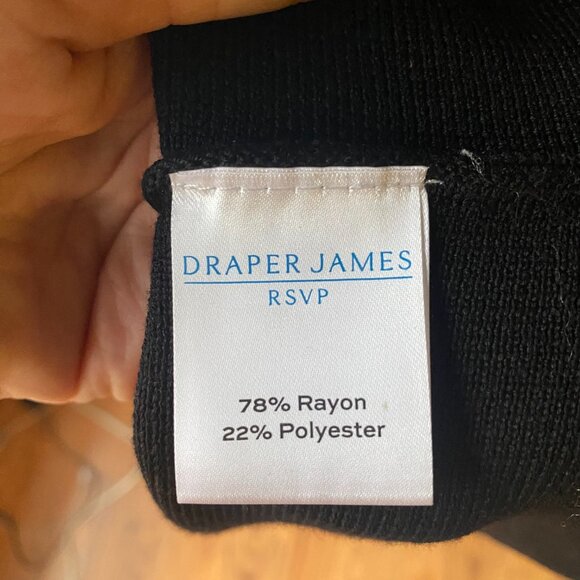 DRAPER JAMES
RSVP
78% Rayon
22% Polyester